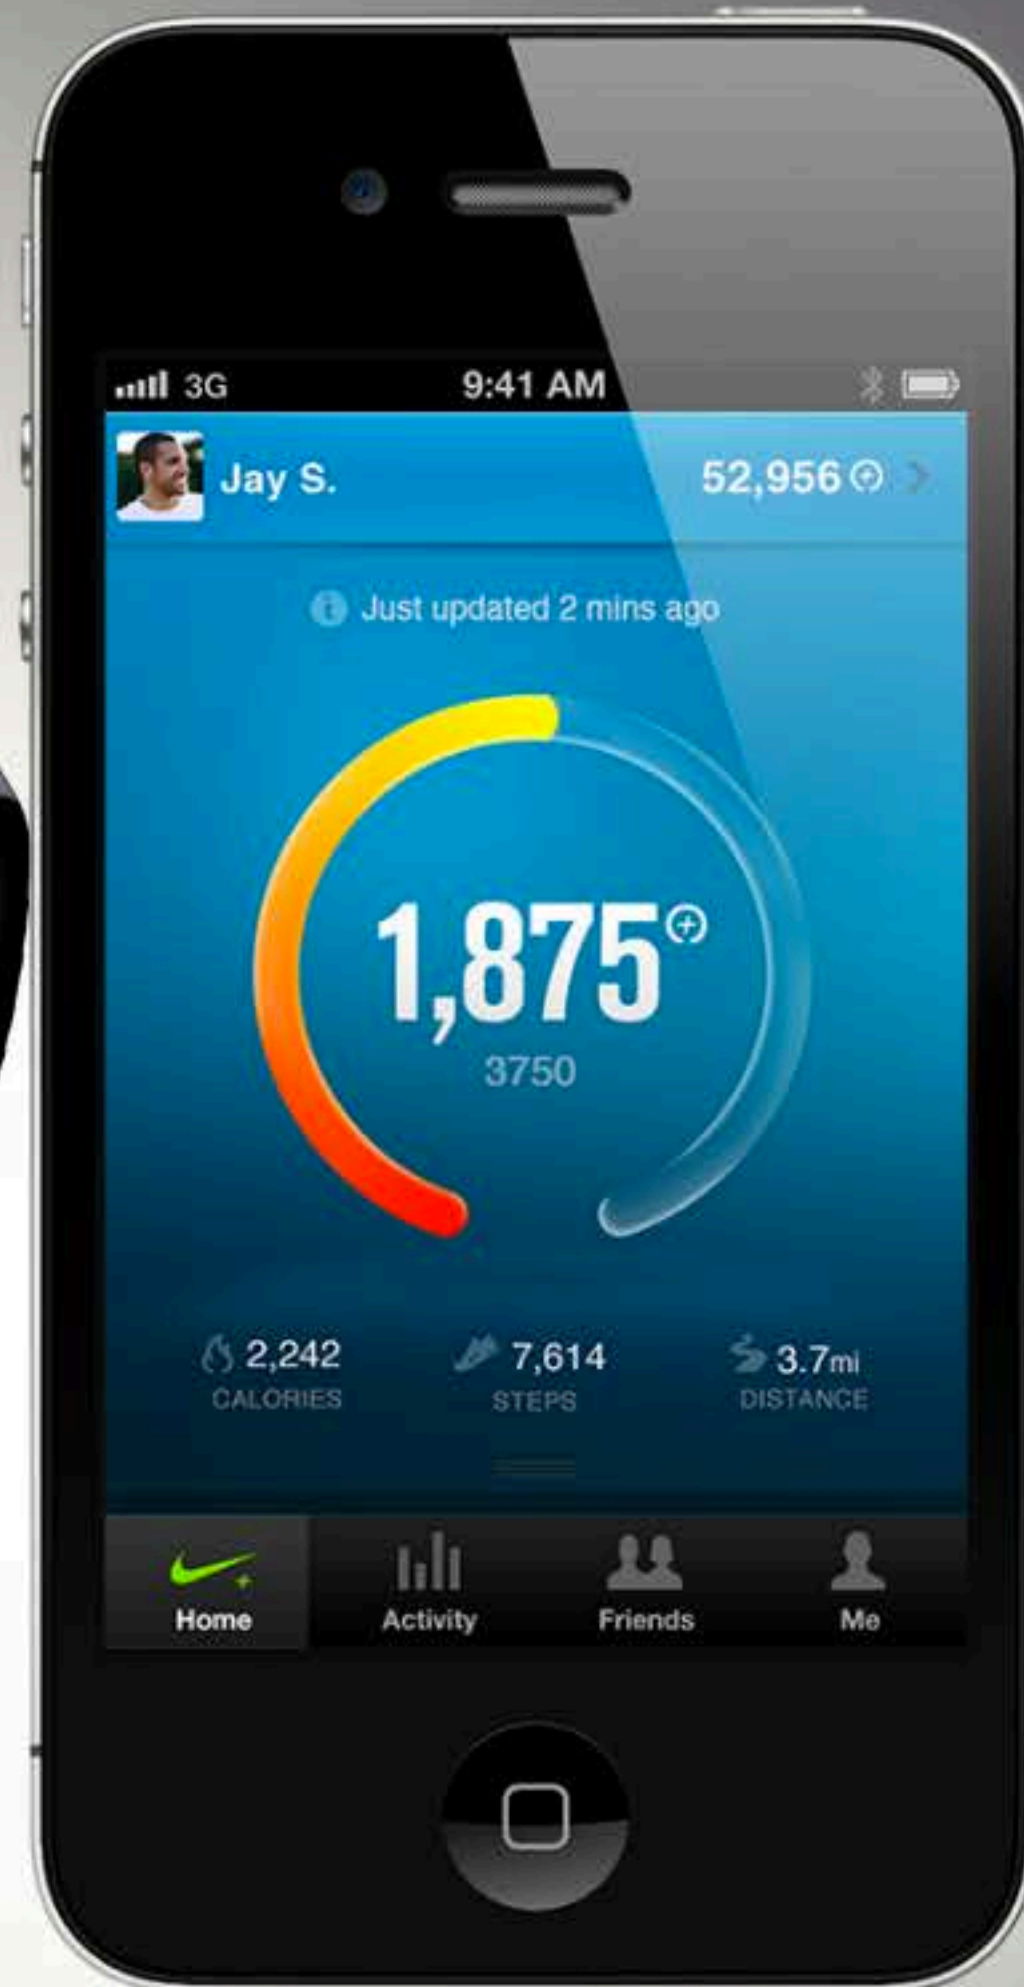 3G 9:41 AM
Jay S. 52,956
Just updated 2 mins ago
1,875
3750
2,242 7,614 3.7mi
CALORIES STEPS DISTANCE
Home Activity Friends Me